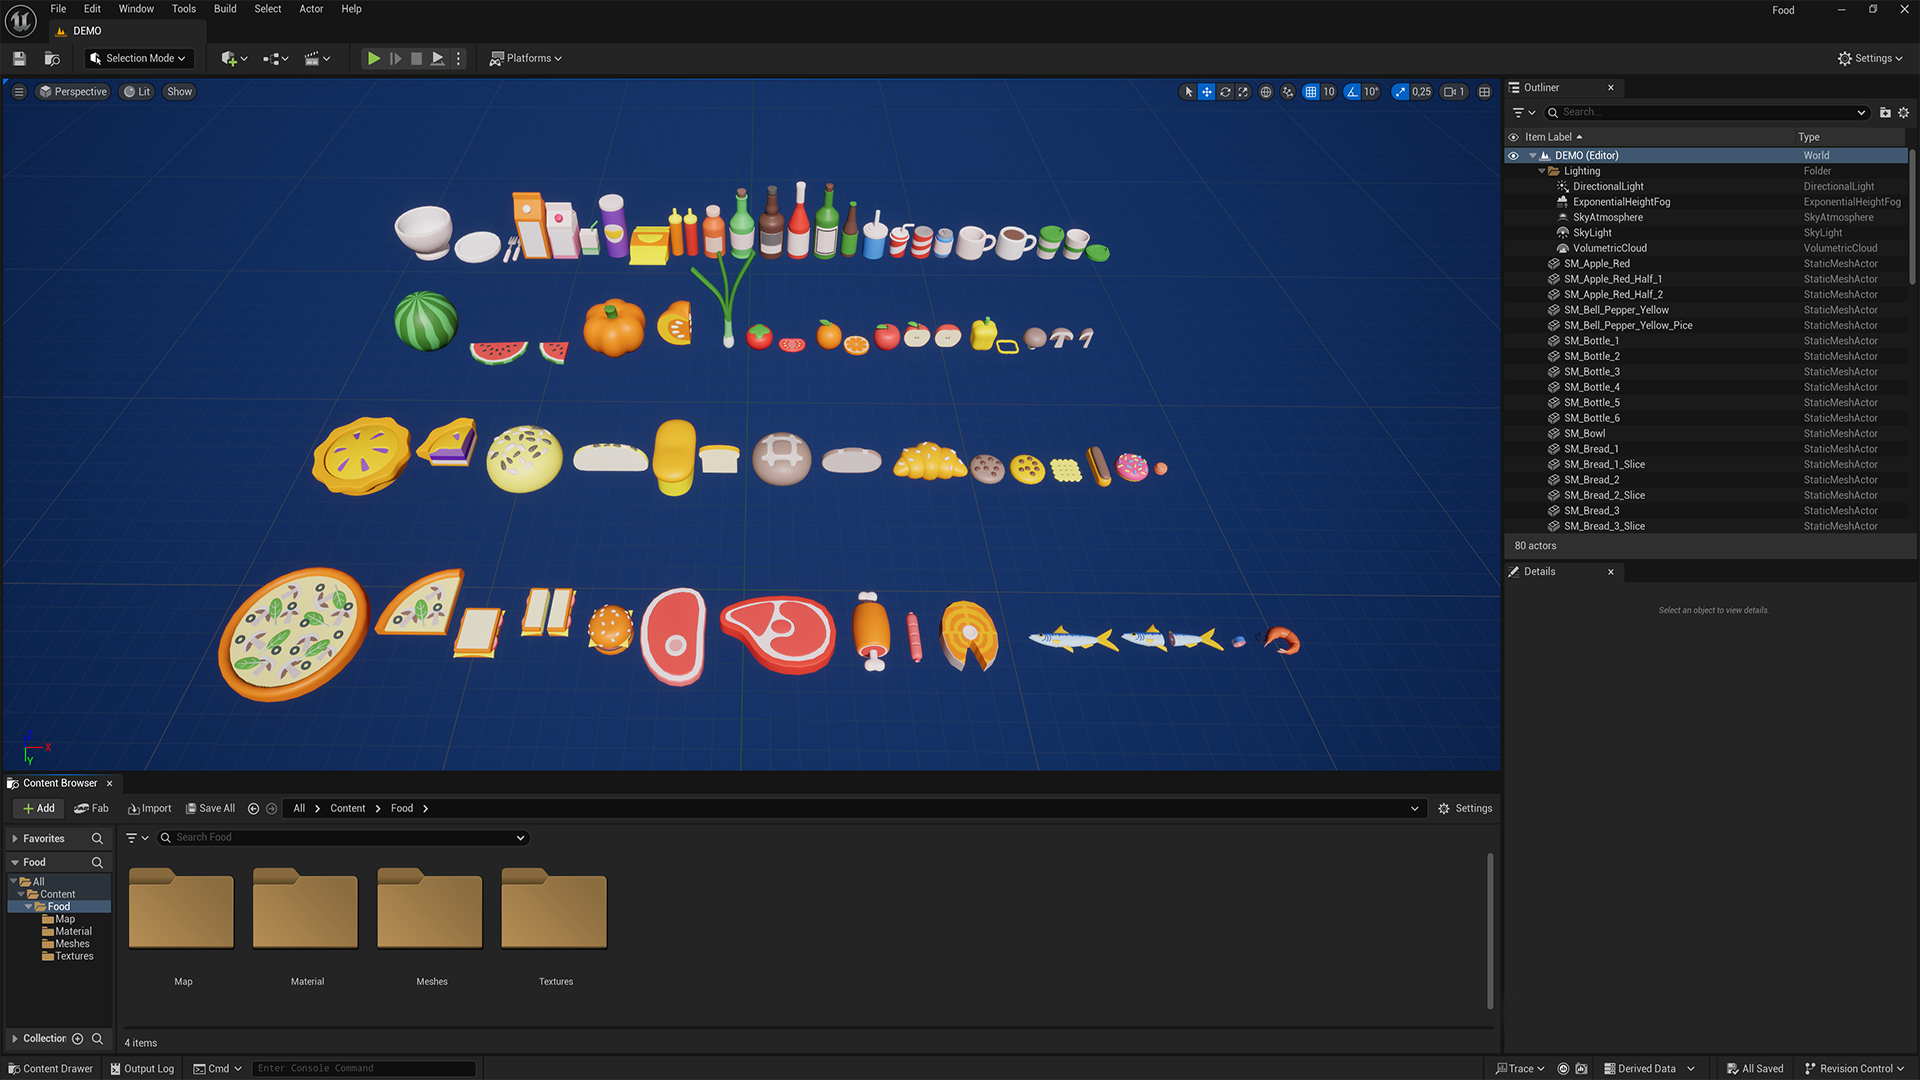 File Edit Window Tools Build Select Actor Help
Food
DEMO
Selection Mode
Platforms
Settings
Perspective Lit Show
10 10° 0,25 1
Outliner
Search...
Item Label Type
DEMO (Editor) World
Lighting Folder
DirectionalLight DirectionalLight
ExponentialHeightFog ExponentialHeightFog
SkyAtmosphere SkyAtmosphere
SkyLight SkyLight
VolumetricCloud VolumetricCloud
SM_Apple_Red StaticMeshActor
SM_Apple_Red_Half_1 StaticMeshActor
SM_Apple_Red_Half_2 StaticMeshActor
SM_Bell_Pepper_Yellow StaticMeshActor
SM_Bell_Pepper_Yellow_Pice StaticMeshActor
SM_Bottle_1 StaticMeshActor
SM_Bottle_2 StaticMeshActor
SM_Bottle_3 StaticMeshActor
SM_Bottle_4 StaticMeshActor
SM_Bottle_5 StaticMeshActor
SM_Bottle_6 StaticMeshActor
SM_Bowl StaticMeshActor
SM_Bread_1 StaticMeshActor
SM_Bread_1_Slice StaticMeshActor
SM_Bread_2 StaticMeshActor
SM_Bread_2_Slice StaticMeshActor
SM_Bread_3 StaticMeshActor
SM_Bread_3_Slice StaticMeshActor
80 actors
Details
Select an object to view details.
Z
X
Y
Content Browser
Add Fab Import Save All All Content Food Settings
Favorites
Search Food
Food
All
Content
Food
Map
Material
Meshes
Textures
Map Material Meshes Textures
Collection
4 items
Content Drawer Output Log Cmd Enter Console Command Trace Derived Data All Saved Revision Control